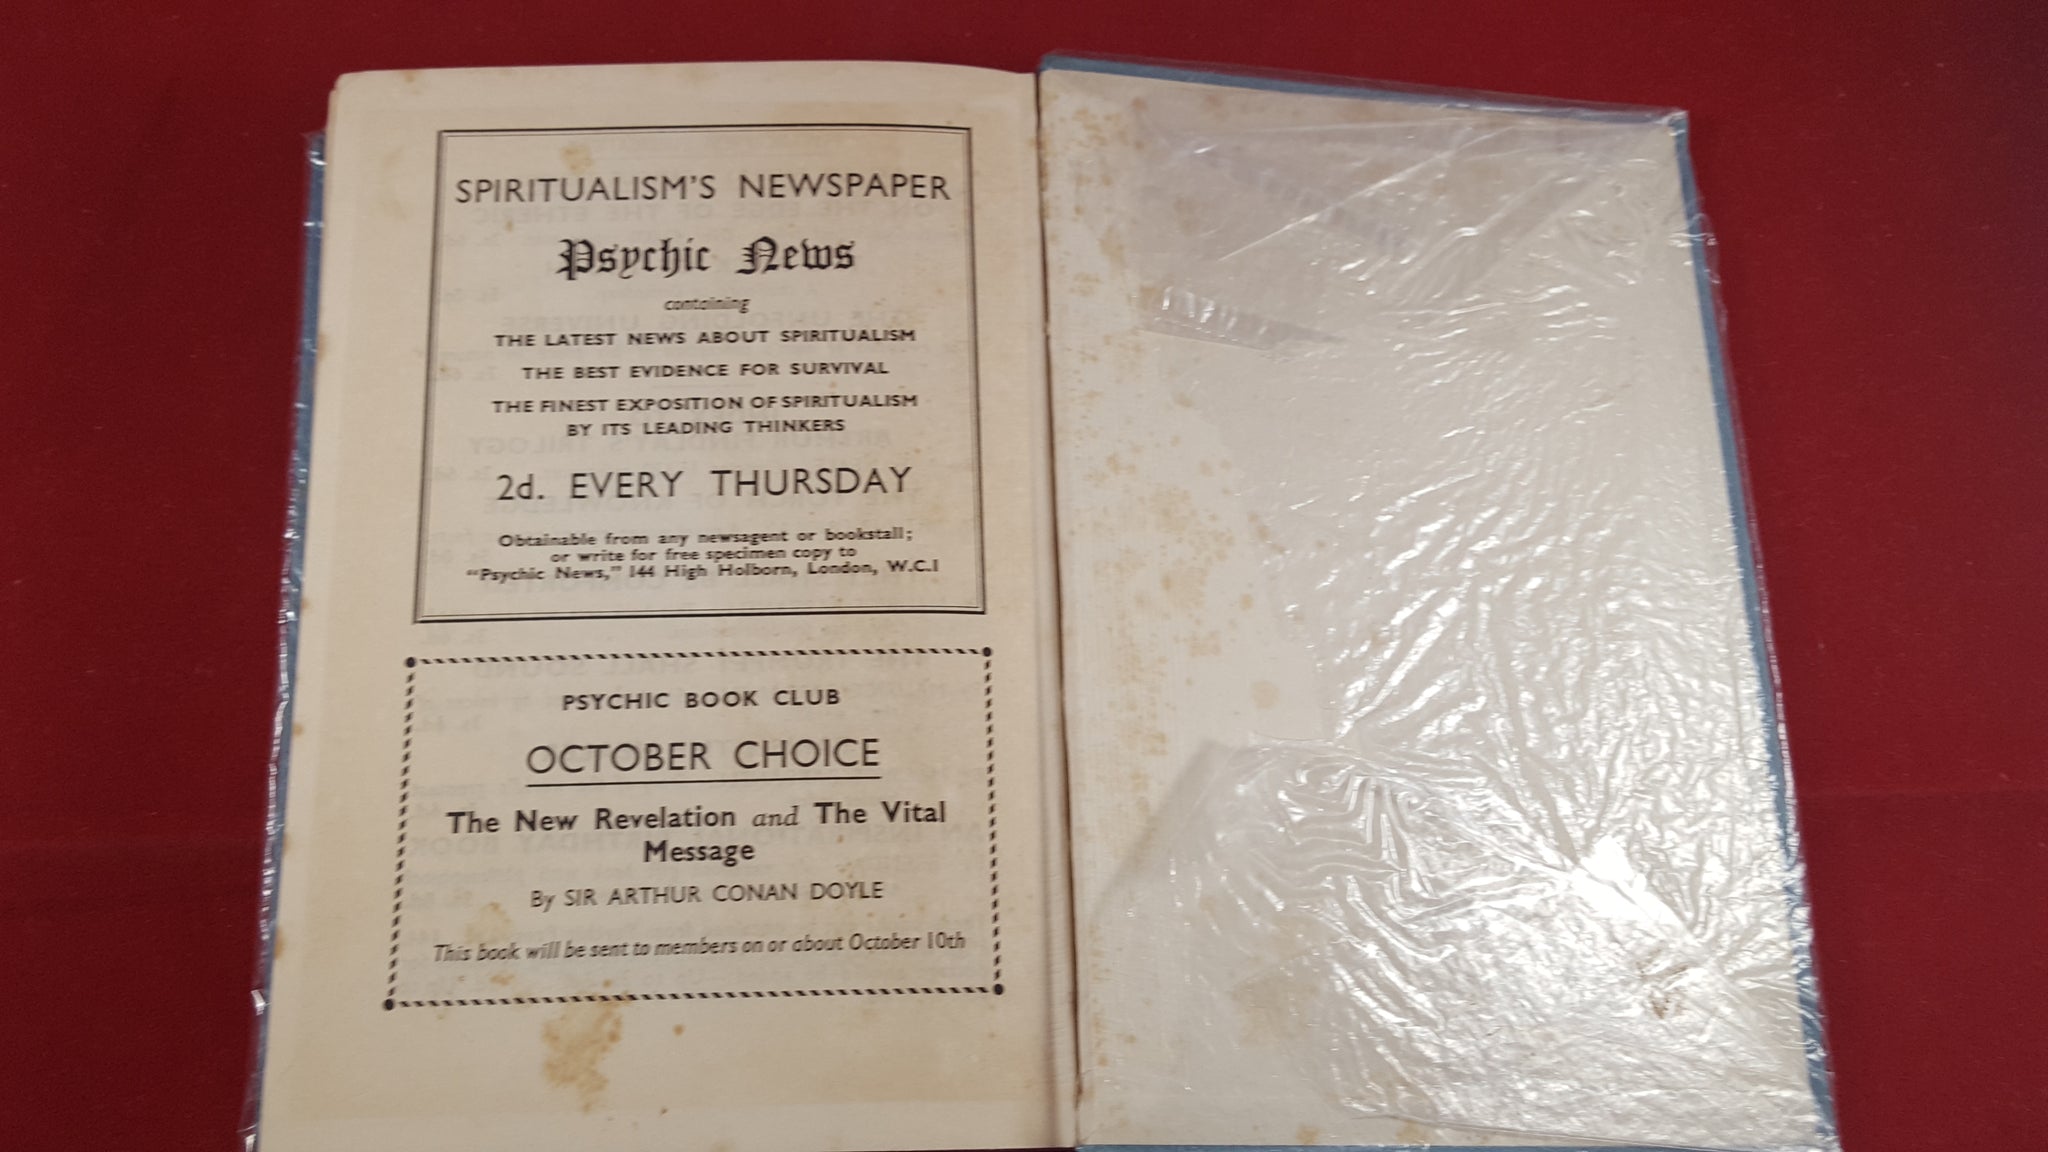 SPIRITUALISM'S NEWSPAPER
Psychic News
containing
THE LATEST NEWS ABOUT SPIRITUALISM
THE BEST EVIDENCE FOR SURVIVAL
THE FINEST EXPOSITION OF SPIRITUALISM
BY ITS LEADING THINKERS
2d. EVERY THURSDAY
Obtainable from any newsagent or bookstall;
or write for free specimen copy to
"Psychic News," 144 High Holborn, London, W.C.1
PSYCHIC BOOK CLUB
OCTOBER CHOICE
The New Revelation and The Vital
Message
By SIR ARTHUR CONAN DOYLE
This book will be sent to members on or about October 10th